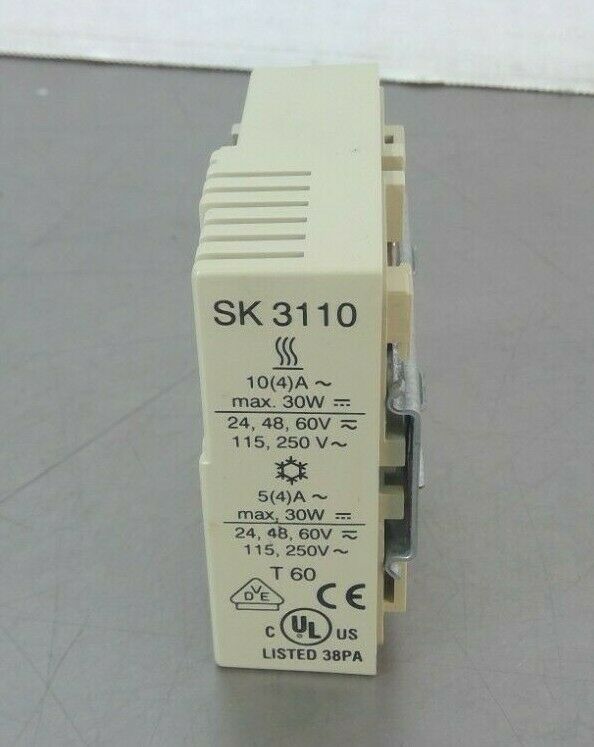 SK 3110
10(4)A ~
max. 30W ⎓
24, 48, 60V ≂
115, 250 V~
5(4)A ~
max, 30W ⎓
24, 48, 60V ≂
115, 250V~
T 60
DVE CE
C UL US
LISTED 38PA